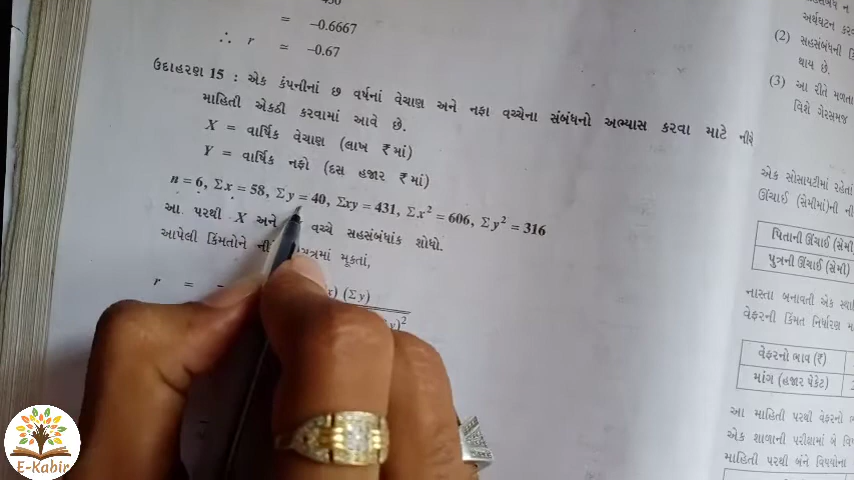 = -0.6667
∴ r = -0.67
ઉદાહરણ 15 : એક કંપનીનાં છ વર્ષનાં વેચાણ અને નફા વચ્ચેના સંબંધનો અભ્યાસ કરવા માટે નીચે
માહિતી એકઠી કરવામાં આવે છે.
X = વાર્ષિક વેચાણ (લાખ ₹ માં)
Y = વાર્ષિક નફો (દસ હજાર ₹ માં)
n = 6, Σx = 58, Σy = 40, Σxy = 431, Σx² = 606, Σy² = 316
આ પરથી X અને વચ્ચે સહસંબંધાંક શોધો.
આપેલી કિંમતોને મૂકતાં,
r = (Σy)
(2) સહસંબંધની
થાય છે.
(3) આ રીતે મળતા
વિશે ગેરસમજ
એક સોસાયટીમાં રહેતાં
ઊંચાઈ (સેમીમાં)ની
પિતાની ઊંચાઈ (સેમી)
પુત્રની ઊંચાઈ (સેમી)
નાસ્તા બનાવતી એક
વેફરની કિંમત નિર્ધારણ
વેફરનો ભાવ (₹)
માંગ (હજાર પેકેટ)
આ માહિતી પરથી વેફરનો
એક શાળાની પરીક્ષામાં બે
માહિતી પરથી બંને વિષયોના
E-Kabir